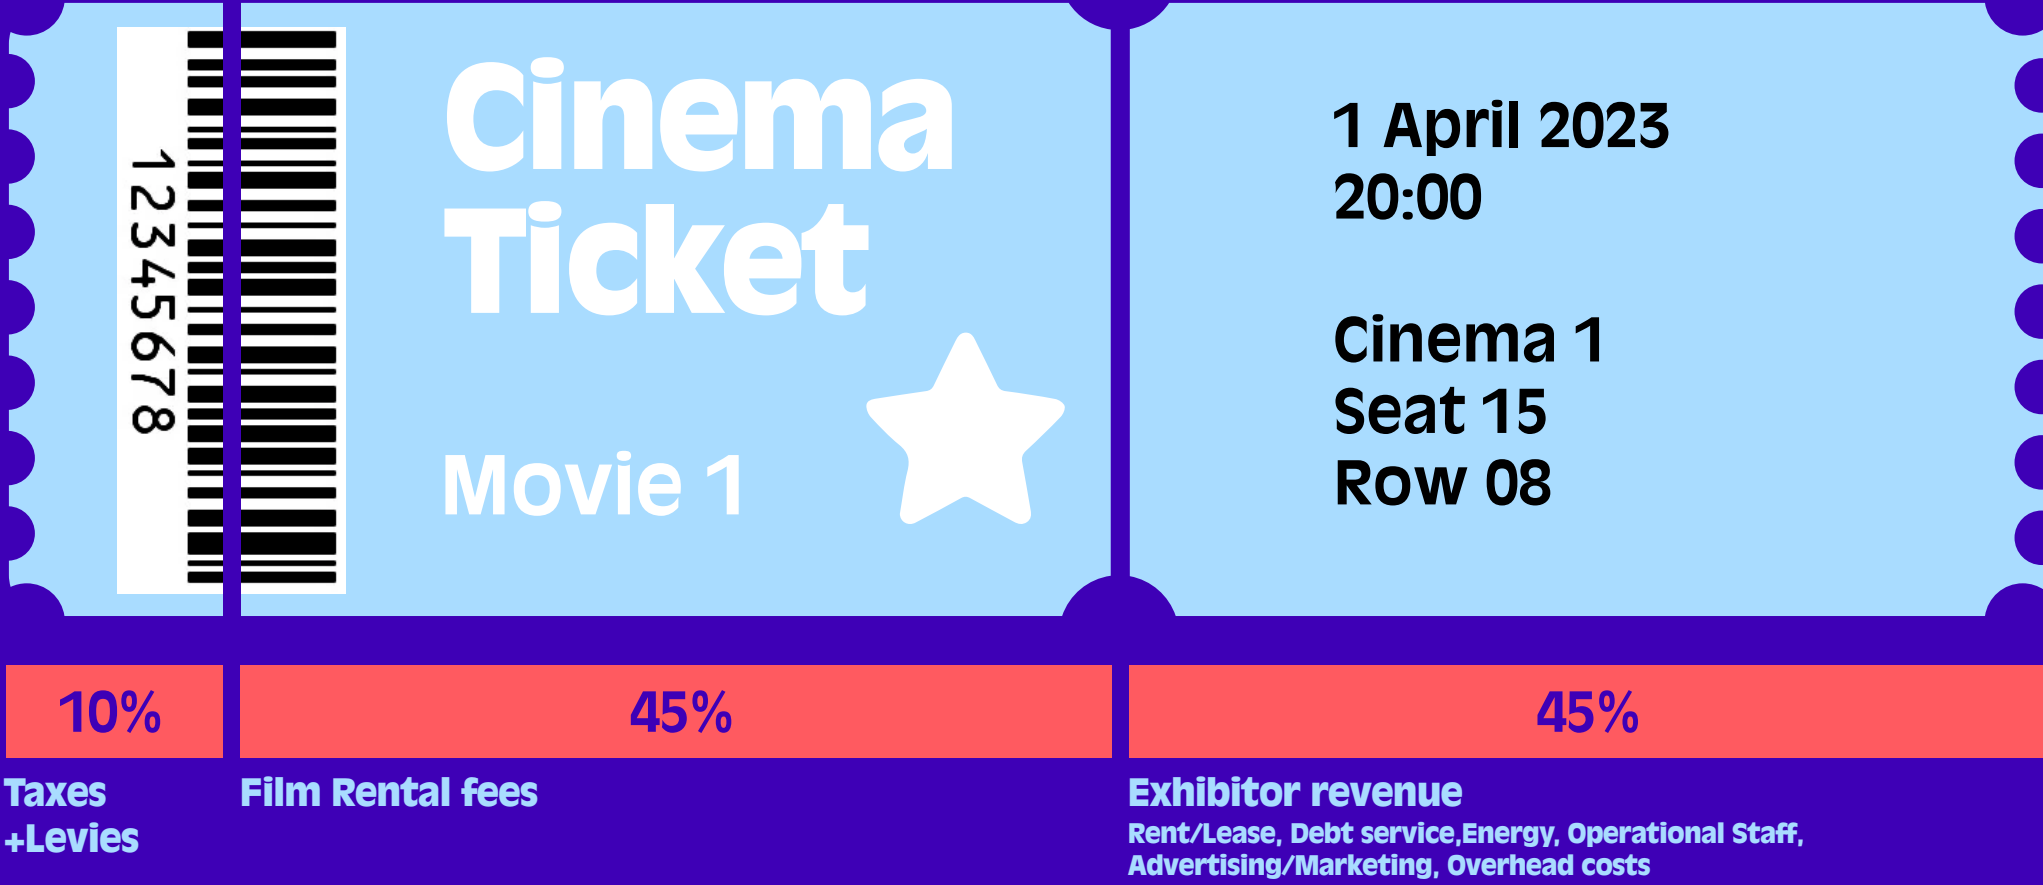 12345678
Cinema
Ticket
Movie 1
1 April 2023
20:00
Cinema 1
Seat 15
Row 08
10%
45%
45%
Taxes
+Levies
Film Rental fees
Exhibitor revenue
Rent/Lease, Debt service,Energy, Operational Staff,
Advertising/Marketing, Overhead costs